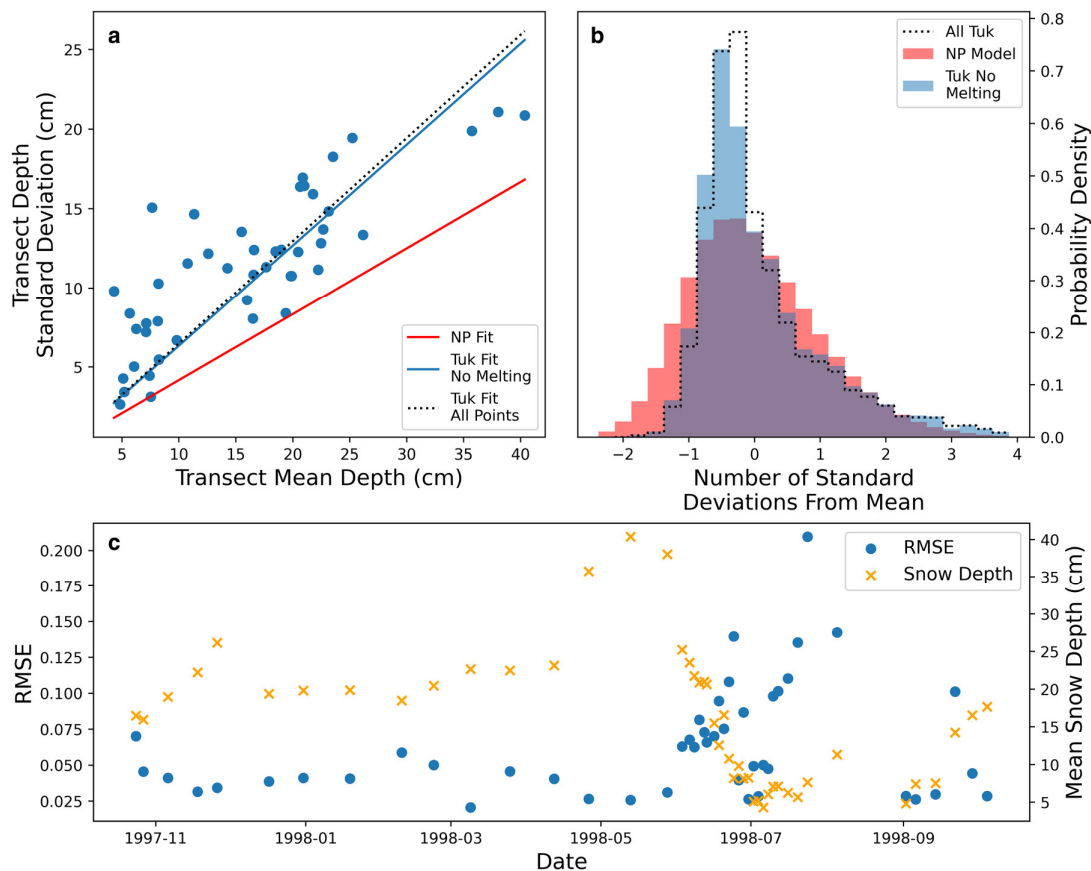 a
Transect Depth
Standard Deviation (cm)
25
20
15
10
5
NP Fit
Tuk Fit
No Melting
Tuk Fit
All Points
5 10 15 20 25 30 35 40
Transect Mean Depth (cm)
b
All Tuk
NP Model
Tuk No
Melting
0.8
0.7
0.6
0.5
0.4
0.3
0.2
0.1
0.0
Probability Density
−2 −1 0 1 2 3 4
Number of Standard
Deviations From Mean
c
RMSE
0.200
0.175
0.150
0.125
0.100
0.075
0.050
0.025
RMSE
Snow Depth
40
35
30
25
20
15
10
5
Mean Snow Depth (cm)
1997-11 1998-01 1998-03 1998-05 1998-07 1998-09
Date